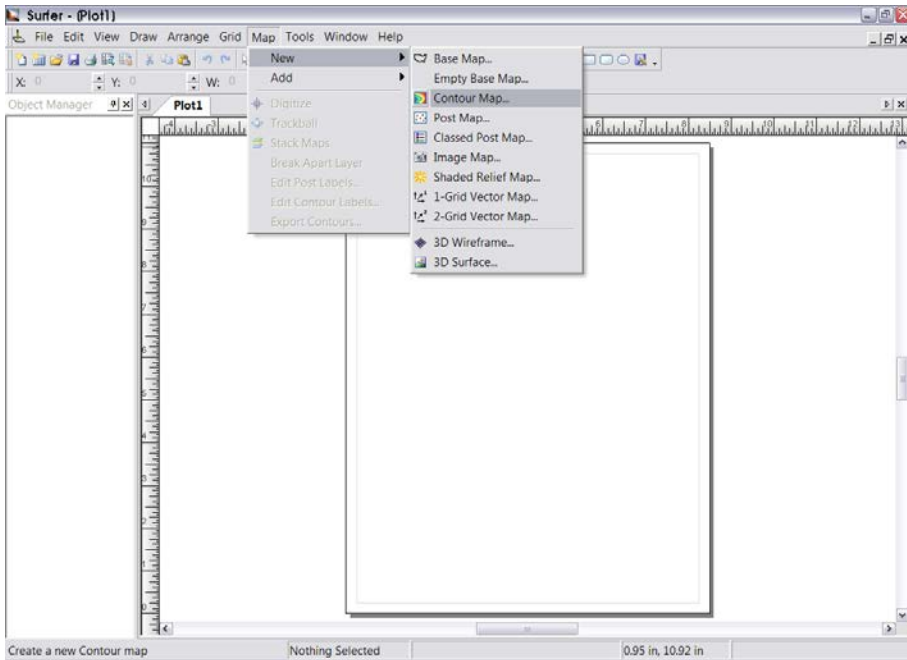 Surfer - (Plot1)
File Edit View Draw Arrange Grid Map Tools Window Help
X: 0 Y: 0 W: 0
Object Manager
Plot1
New
Add
Digitize
Trackball
Stack Maps
Break Apart Layer
Edit Post Labels...
Edit Contour Labels...
Export Contours...
Base Map...
Empty Base Map...
Contour Map...
Post Map...
Classed Post Map...
Image Map...
Shaded Relief Map...
1-Grid Vector Map...
2-Grid Vector Map...
3D Wireframe...
3D Surface...
Create a new Contour map
Nothing Selected
0.95 in, 10.92 in